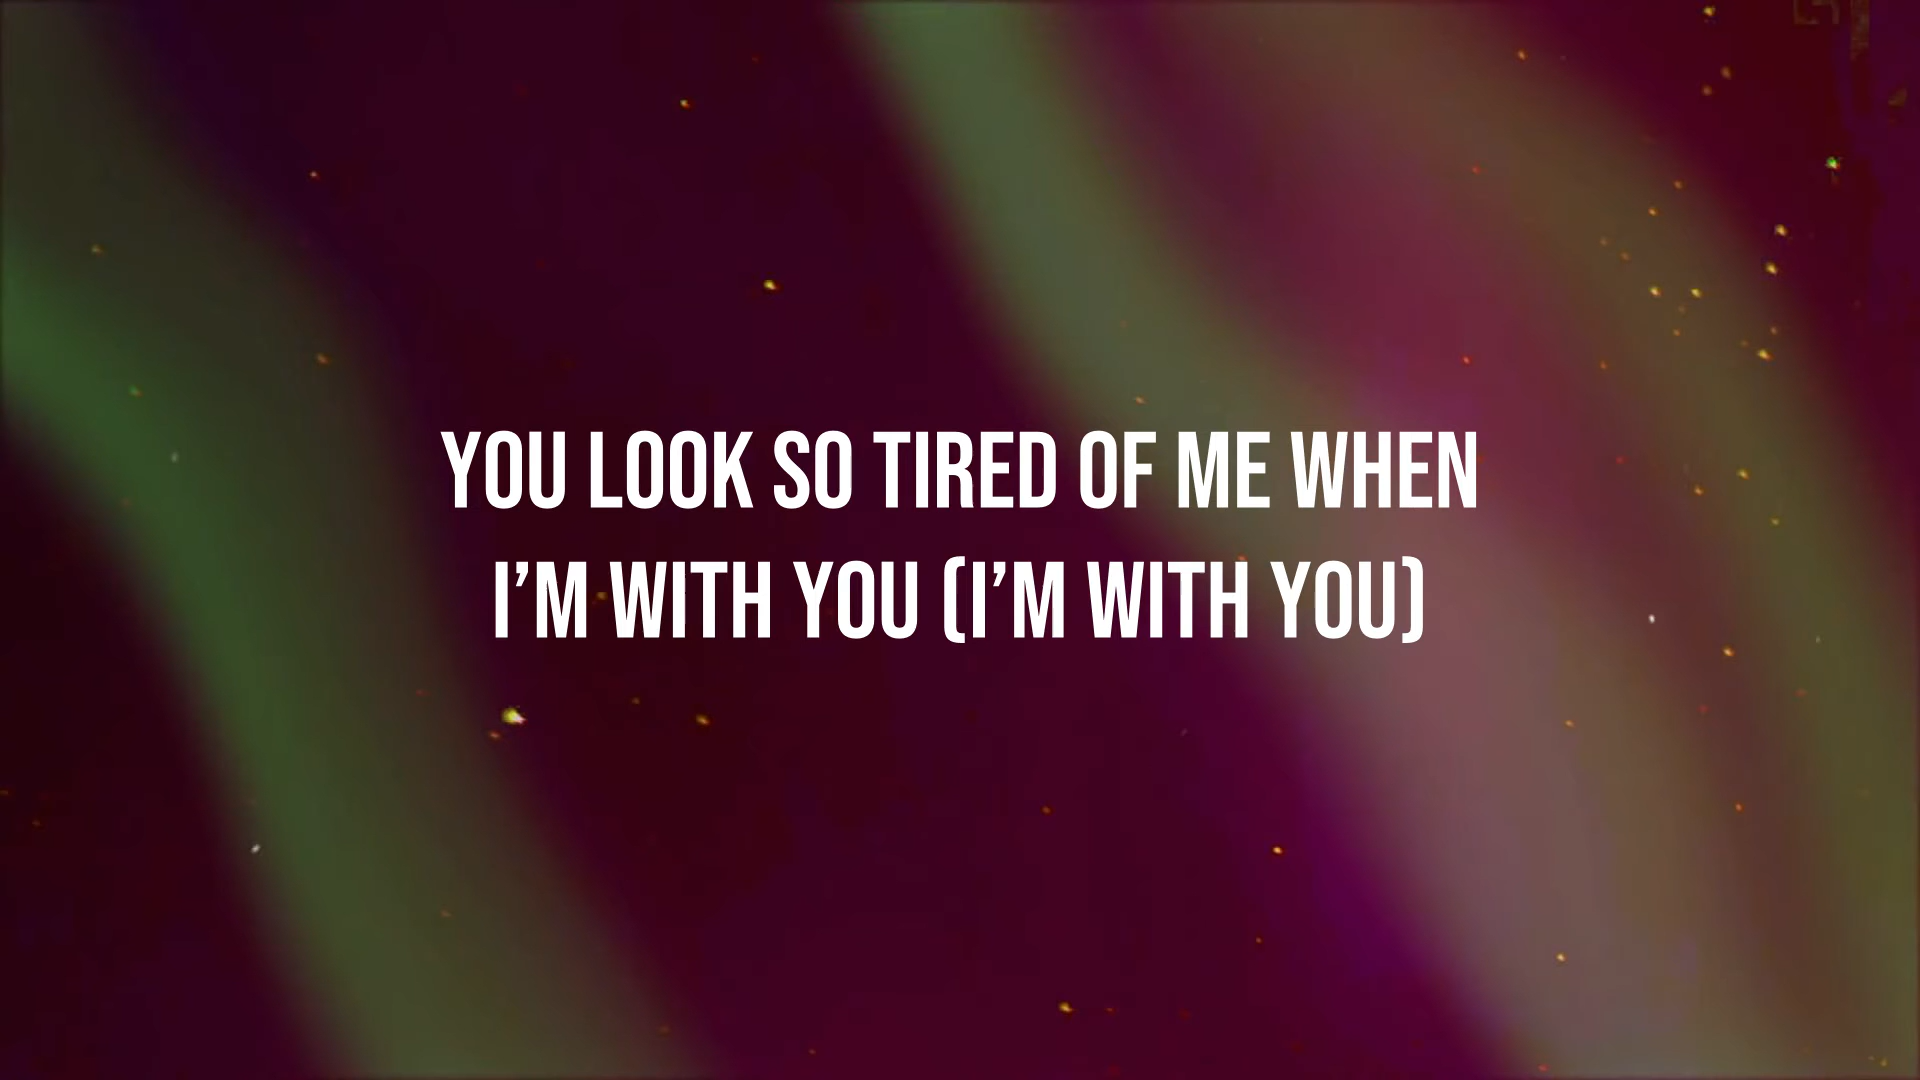 YOU LOOK SO TIRED OF ME WHEN
I’M WITH YOU (I’M WITH YOU)